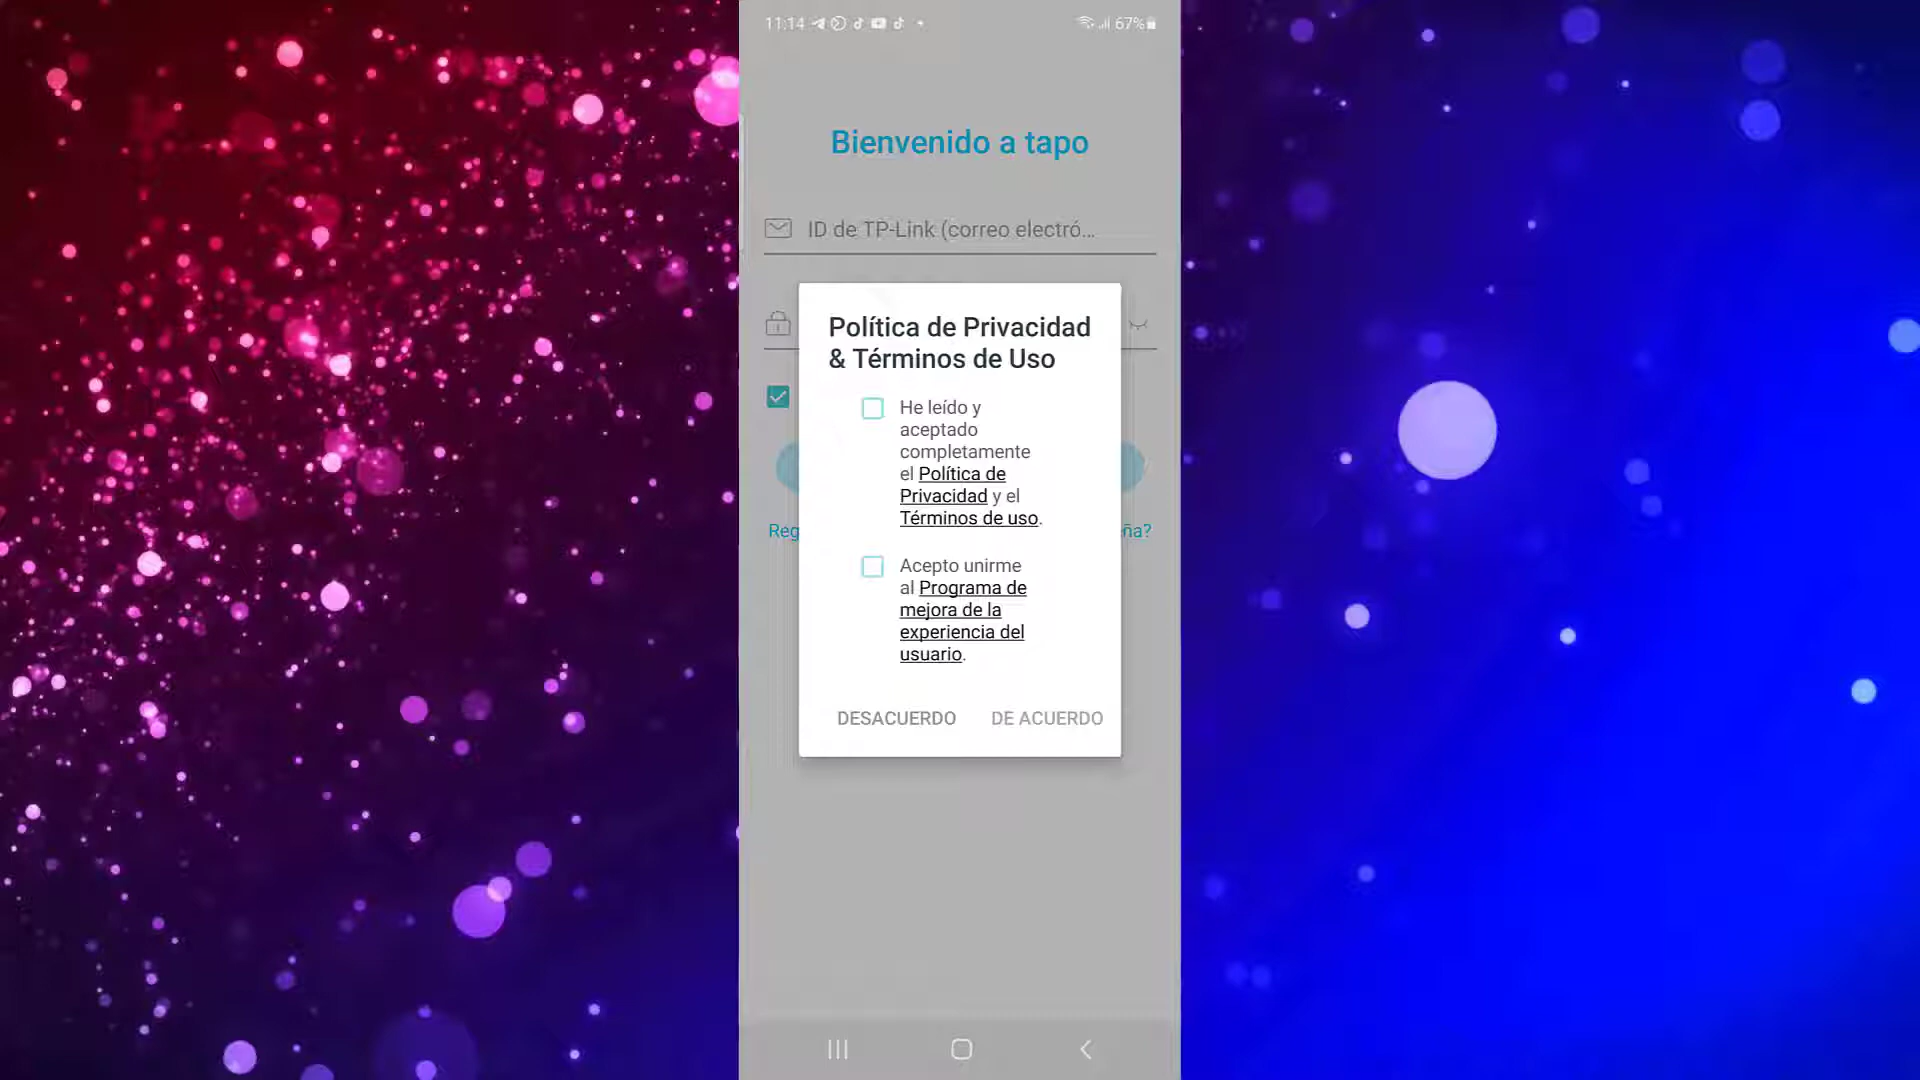 11:14
67%
Bienvenido a tapo
ID de TP-Link (correo electró...
Política de Privacidad
& Términos de Uso
He leído y
aceptado
completamente
el Política de
Privacidad y el
Términos de uso.
Reg
eña?
Acepto unirme
al Programa de
mejora de la
experiencia del
usuario.
DESACUERDO
DE ACUERDO